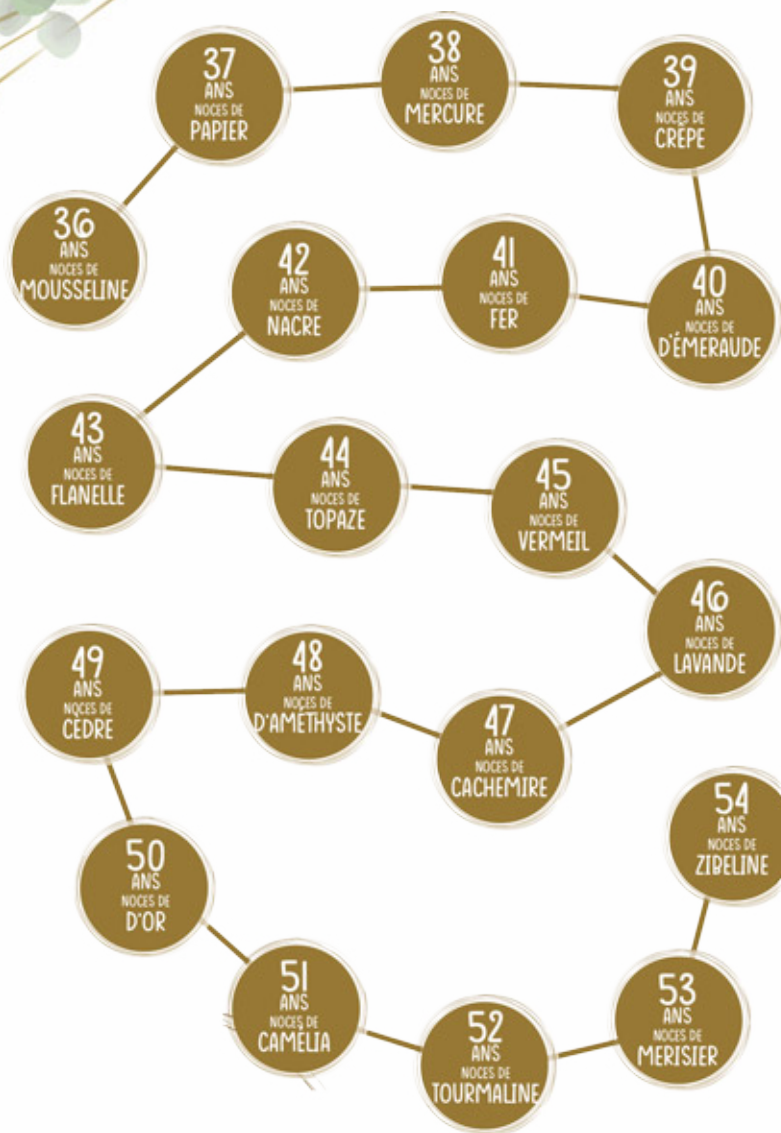 37
ANS
NOCES DE
PAPIER
38
ANS
NOCES DE
MERCURE
39
ANS
NOCES DE
CRÊPE
36
ANS
NOCES DE
MOUSSELINE
42
ANS
NOCES DE
NACRE
41
ANS
NOCES DE
FER
40
ANS
NOCES DE
D'ÉMERAUDE
43
ANS
NOCES DE
FLANELLE
44
ANS
NOCES DE
TOPAZE
45
ANS
NOCES DE
VERMEIL
46
ANS
NOCES DE
LAVANDE
49
ANS
NOCES DE
CÈDRE
48
ANS
NOCES DE
D'AMÉTHYSTE
47
ANS
NOCES DE
CACHEMIRE
54
ANS
NOCES DE
ZIBELINE
50
ANS
NOCES DE
D'OR
51
ANS
NOCES DE
CAMÉLIA
52
ANS
NOCES DE
TOURMALINE
53
ANS
NOCES DE
MERISIER